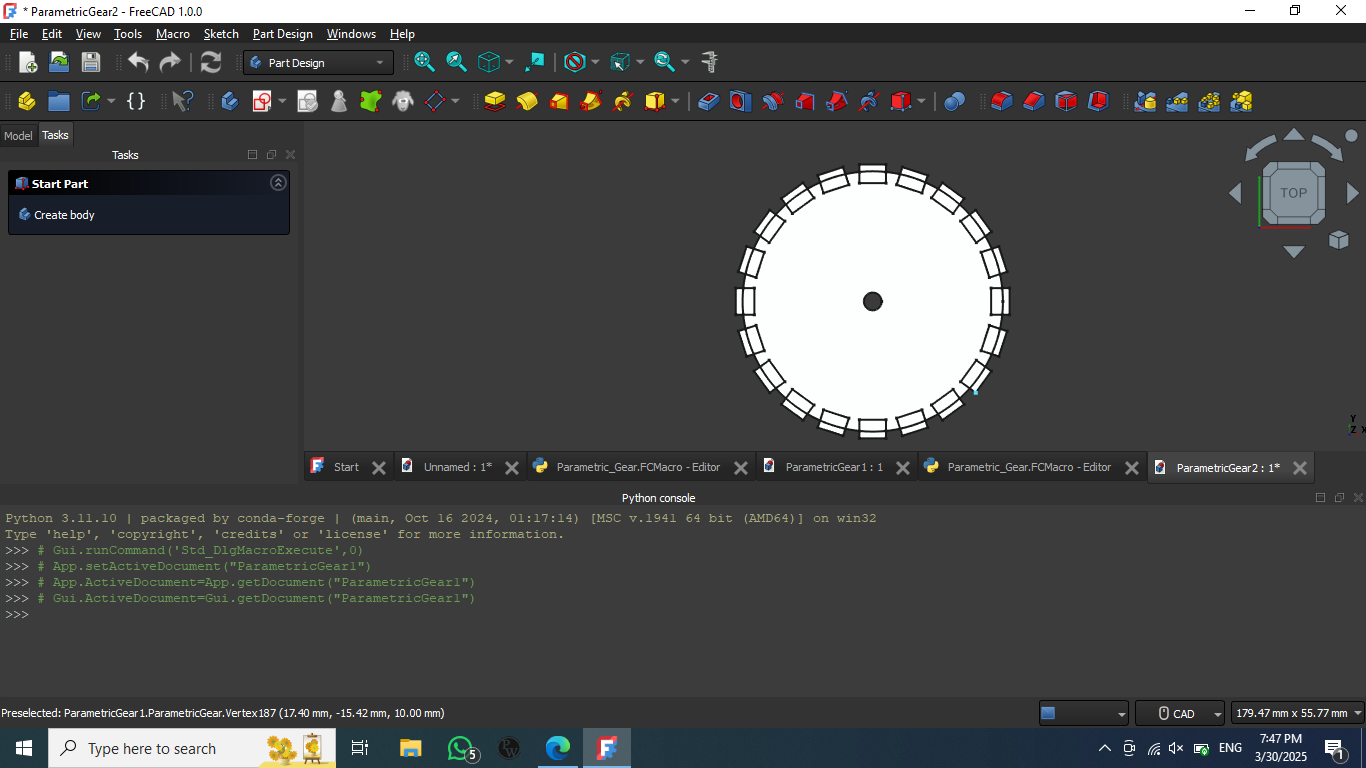 * ParametricGear2 - FreeCAD 1.0.0
File Edit View Tools Macro Sketch Part Design Windows Help
Part Design
Model Tasks
Tasks
Start Part
Create body
TOP
Y
Z X
Start Unnamed : 1* Parametric_Gear.FCMacro - Editor ParametricGear1 : 1 Parametric_Gear.FCMacro - Editor ParametricGear2 : 1*
Python console
Python 3.11.10 | packaged by conda-forge | (main, Oct 16 2024, 01:17:14) [MSC v.1941 64 bit (AMD64)] on win32
Type 'help', 'copyright', 'credits' or 'license' for more information.
>>> # Gui.runCommand('Std_DlgMacroExecute',0)
>>> # App.setActiveDocument("ParametricGear1")
>>> # App.ActiveDocument=App.getDocument("ParametricGear1")
>>> # Gui.ActiveDocument=Gui.getDocument("ParametricGear1")
>>>
Preselected: ParametricGear1.ParametricGear.Vertex187 (17.40 mm, -15.42 mm, 10.00 mm)
CAD
179.47 mm x 55.77 mm
Type here to search
5
ENG
7:47 PM
3/30/2025
1